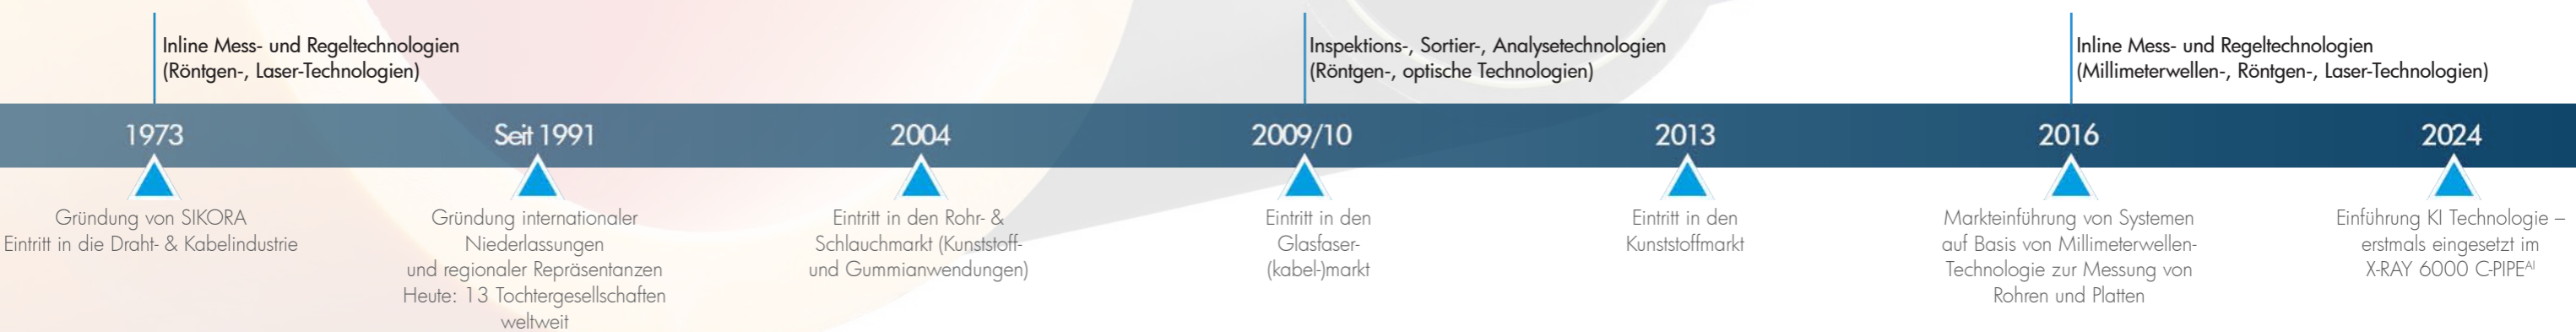 Inline Mess- und Regeltechnologien
(Röntgen-, Laser-Technologien)
Inspektions-, Sortier-, Analysetechnologien
(Röntgen-, optische Technologien)
Inline Mess- und Regeltechnologien
(Millimeterwellen-, Röntgen-, Laser-Technologien)
1973
Gründung von SIKORA
Eintritt in die Draht- & Kabelindustrie
Seit 1991
Gründung internationaler
Niederlassungen
und regionaler Repräsentanzen
Heute: 13 Tochtergesellschaften
weltweit
2004
Eintritt in den Rohr- &
Schlauchmarkt (Kunststoff-
und Gummianwendungen)
2009/10
Eintritt in den
Glasfaser-
(kabel-)markt
2013
Eintritt in den
Kunststoffmarkt
2016
Markteinführung von Systemen
auf Basis von Millimeterwellen-
Technologie zur Messung von
Rohren und Platten
2024
Einführung KI Technologie –
erstmals eingesetzt im
X-RAY 6000 C-PIPEᴬᴵ